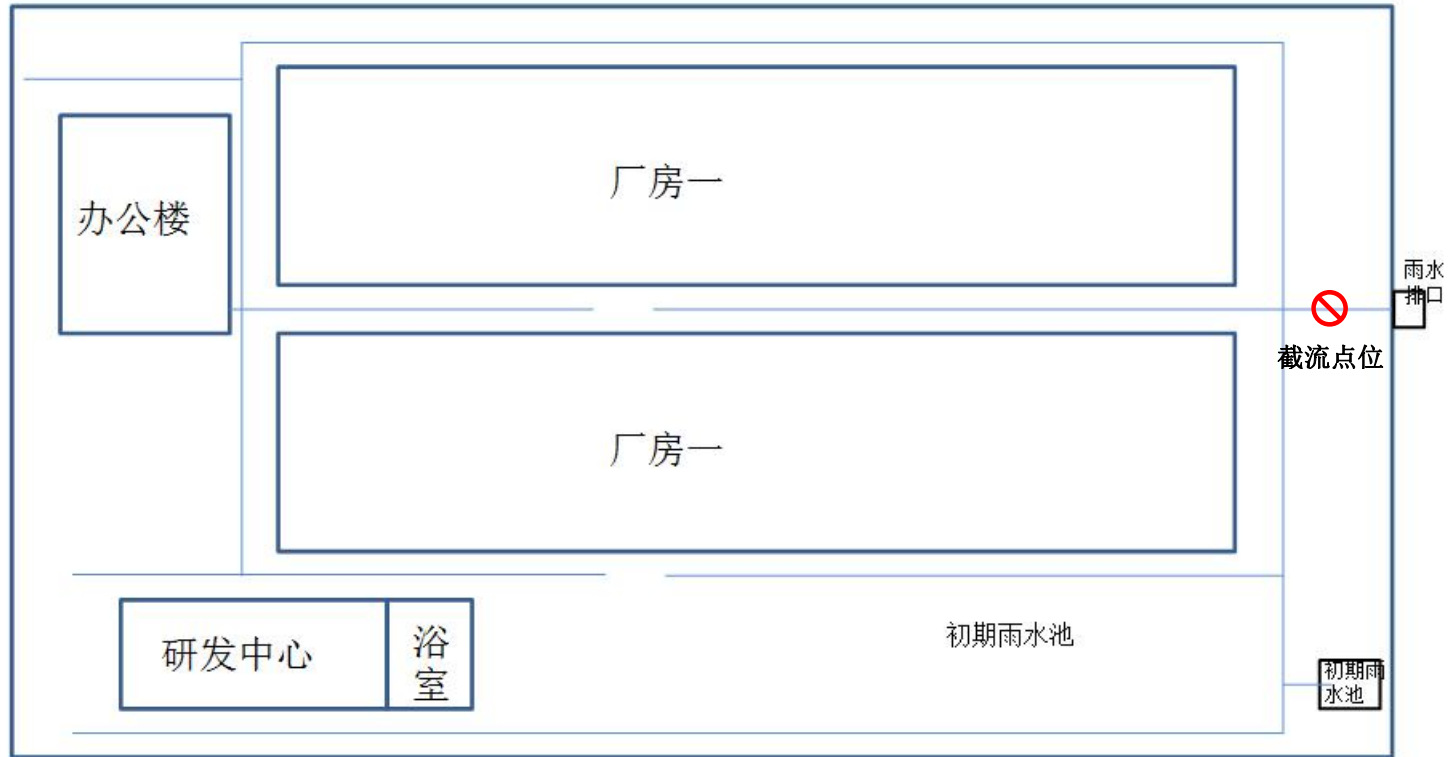 厂房一
办公楼
雨水
排口
截流点位
厂房一
初期雨水池
研发中心
浴
室
初期雨
水池